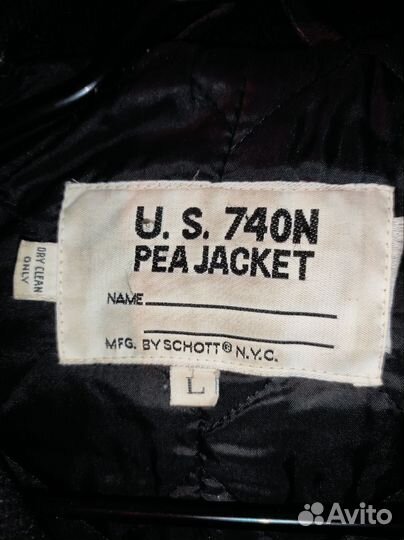 U. S. 740N
PEA JACKET
NAME
MFG. BY SCHOTT® N.Y.C.
L
DRY CLEAN
ONLY
Avito